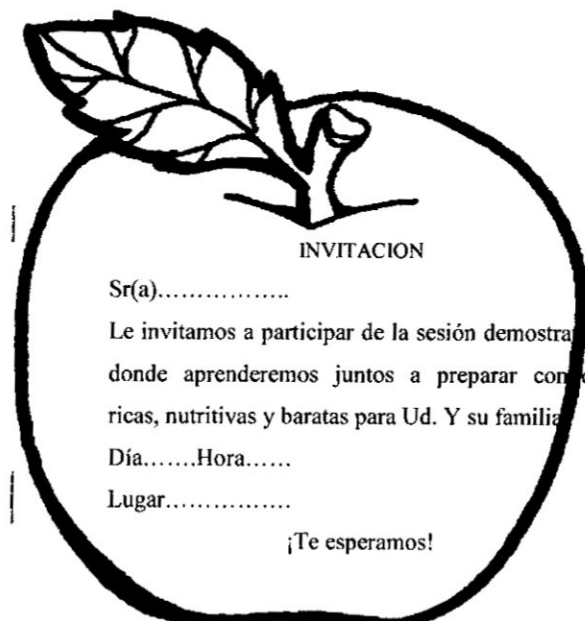 INVITACION
Sr(a).................
Le invitamos a participar de la sesión demostra
donde aprenderemos juntos a preparar
ricas, nutritivas y baratas para Ud. Y su familia
Día.......Hora......
Lugar.................
¡Te esperamos!